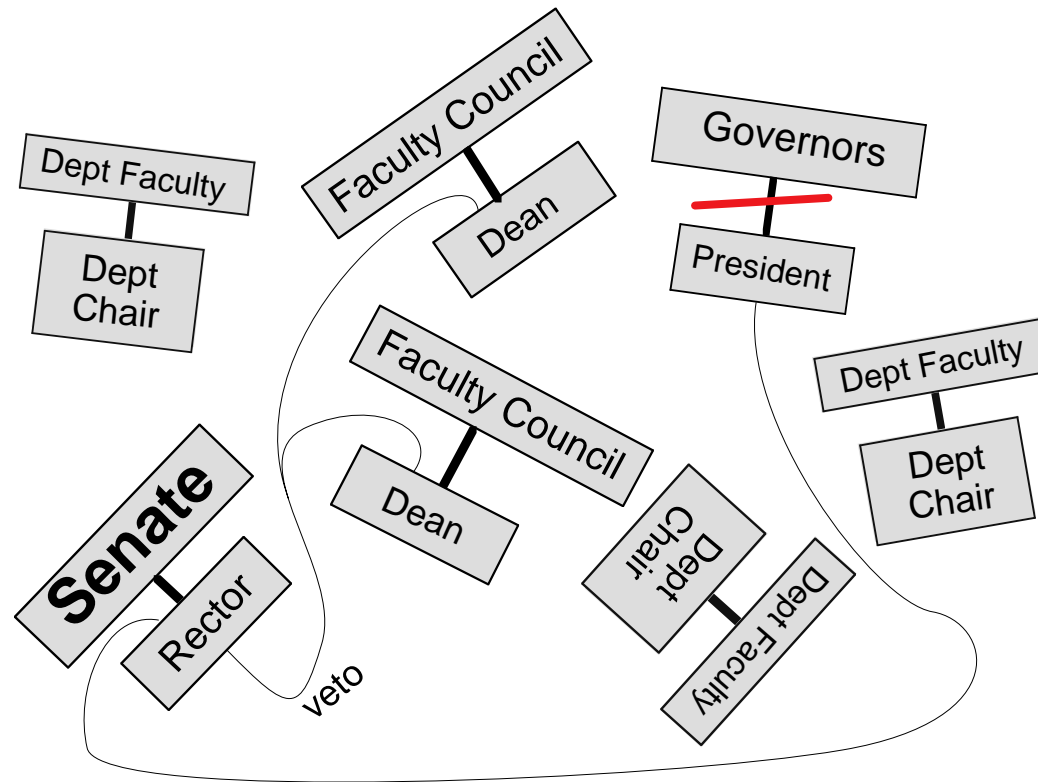 Faculty Council
Dean
Governors
President
Dept Faculty
Dept
Chair
Faculty Council
Dean
Dept Faculty
Dept
Chair
Senate
Rector
veto
Dept
Chair
Dept Faculty